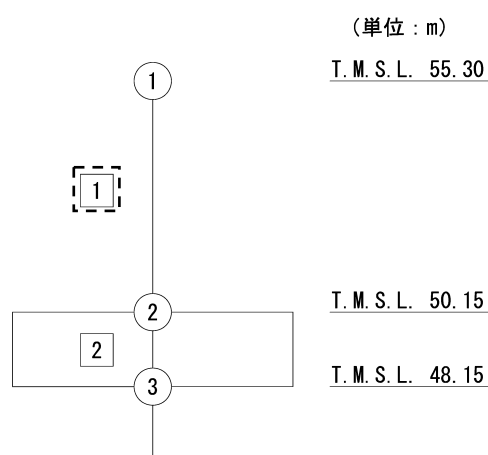 (単位:m)
① T.M.S.L. 55.30
1
② T.M.S.L. 50.15
2
③ T.M.S.L. 48.15